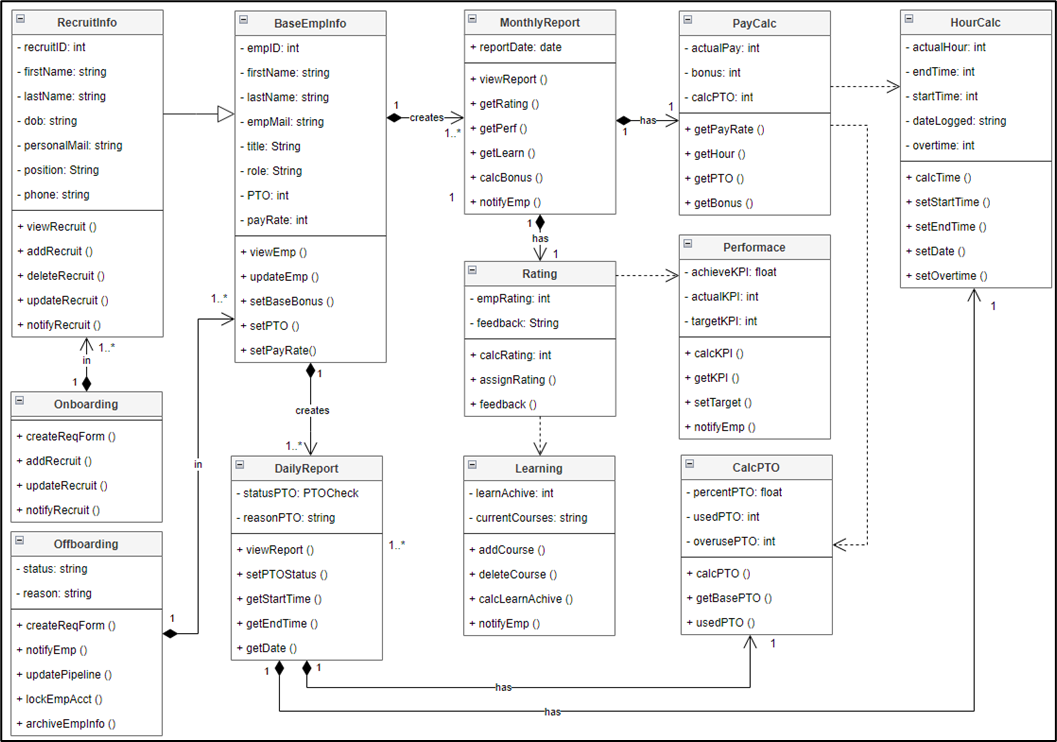 RecruitInfo
- recruitID: int
- firstName: string
- lastName: string
- dob: string
- personalMail: string
- position: String
- phone: string
+ viewRecruit ()
+ addRecruit ()
+ deleteRecruit ()
+ updateRecruit ()
+ notifyRecruit ()
BaseEmpInfo
- empID: int
- firstName: string
- lastName: string
- empMail: string
- title: String
- role: String
- PTO: int
- payRate: int
+ viewEmp ()
+ updateEmp ()
+ setBaseBonus ()
+ setPTO ()
+ setPayRate()
1
creates
1..*
MonthlyReport
- reportDate: date
+ viewReport ()
+ getRating ()
+ getPerf ()
+ getLearn ()
+ calcBonus ()
+ notifyEmp ()
1
1
has
1
PayCalc
- actualPay: int
- bonus: int
- calcPTO: int
+ getPayRate ()
+ getHour ()
+ getPTO ()
+ getBonus ()
HourCalc
- actualHour: int
- endTime: int
- startTime: int
- dateLogged: string
- overtime: int
+ calcTime ()
+ setStartTime ()
+ setEndTime ()
+ setDate ()
+ setOvertime ()
1
1
has
1
Rating
- empRating: int
- feedback: String
+ calcRating: int
+ assignRating ()
+ feedback ()
Performace
- achieveKPI: float
- actualKPI: int
- targetKPI: int
+ calcKPI ()
+ getKPI ()
+ setTarget ()
+ notifyEmp ()
1..*
in
1
Onboarding
+ createReqForm ()
+ addRecruit ()
+ updateRecruit ()
+ notifyRecruit ()
1..*
in
1
Offboarding
- status: string
- reason: string
+ createReqForm ()
+ notifyEmp ()
+ updatePipeline ()
+ lockEmpAcct ()
+ archiveEmpInfo ()
1
creates
1..*
DailyReport
- statusPTO: PTOCheck
- reasonPTO: string
+ viewReport ()
+ setPTOStatus ()
+ getStartTime ()
+ getEndTime ()
+ getDate ()
1..*
Learning
- learnAchive: int
- currentCourses: string
+ addCourse ()
+ deleteCourse ()
+ calcLearnAchive ()
+ notifyEmp ()
CalcPTO
- percentPTO: float
- usedPTO: int
- overusePTO: int
+ calcPTO ()
+ getBasePTO ()
+ usedPTO ()
1
1
1
has
has